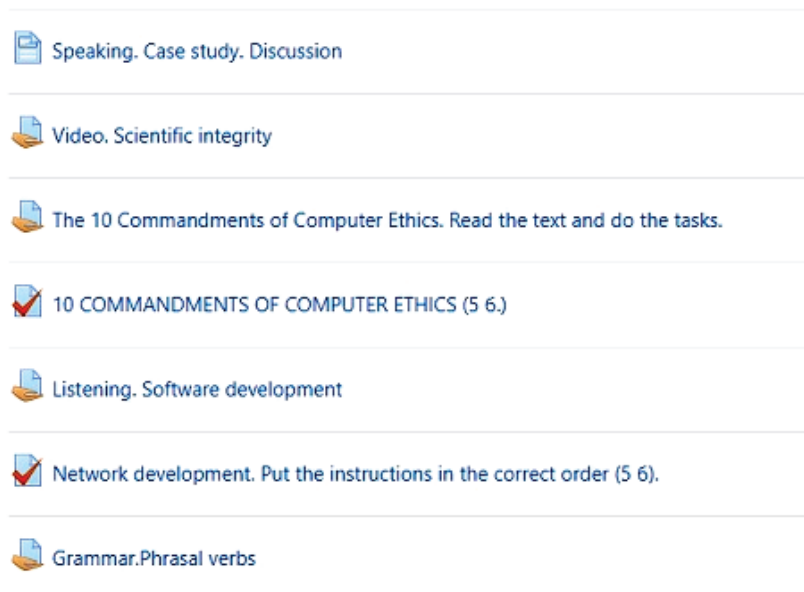 Speaking. Case study. Discussion
Video. Scientific integrity
The 10 Commandments of Computer Ethics. Read the text and do the tasks.
10 COMMANDMENTS OF COMPUTER ETHICS (5 6.)
Listening. Software development
Network development. Put the instructions in the correct order (5 6).
Grammar.Phrasal verbs